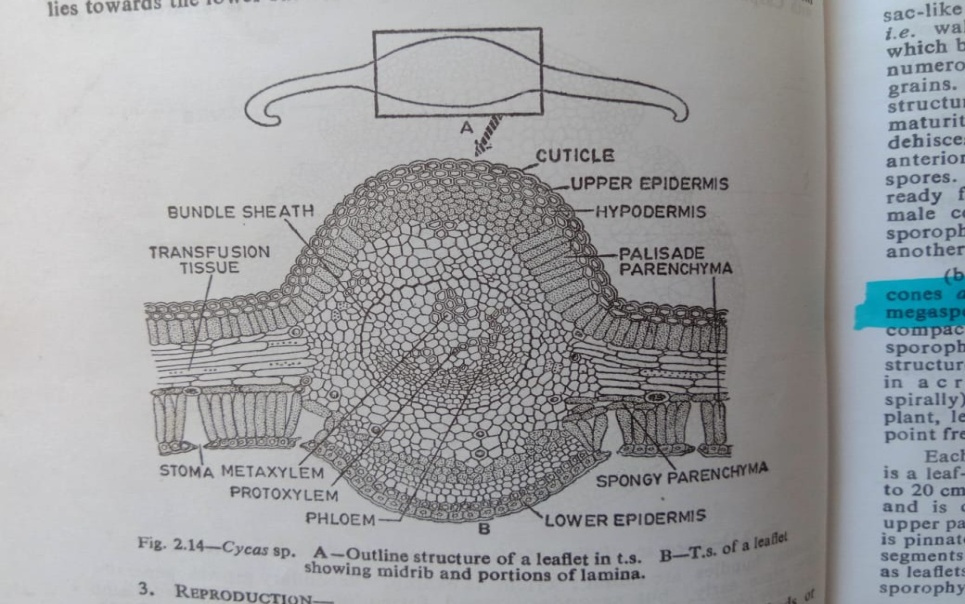 lies towards the lower
A
CUTICLE
UPPER EPIDERMIS
BUNDLE SHEATH
HYPODERMIS
TRANSFUSION
TISSUE
PALISADE
PARENCHYMA
STOMA METAXYLEM
PROTOXYLEM
PHLOEM
SPONGY PARENCHYMA
LOWER EPIDERMIS
B
Fig. 2.14—Cycas sp. A—Outline structure of a leaflet in t.s. B—T.s. of a leaflet
showing midrib and portions of lamina.
3. REPRODUCTION—
sac-like
i.e.
which
grains.
dehisce
anterior
spores.
ready
male
another
(b
cones
in a
spirally)
plant,
point
Each
is a leaf-
to 20 cm
and is
upper
is pinnat
segments
as leaflets
sporophy